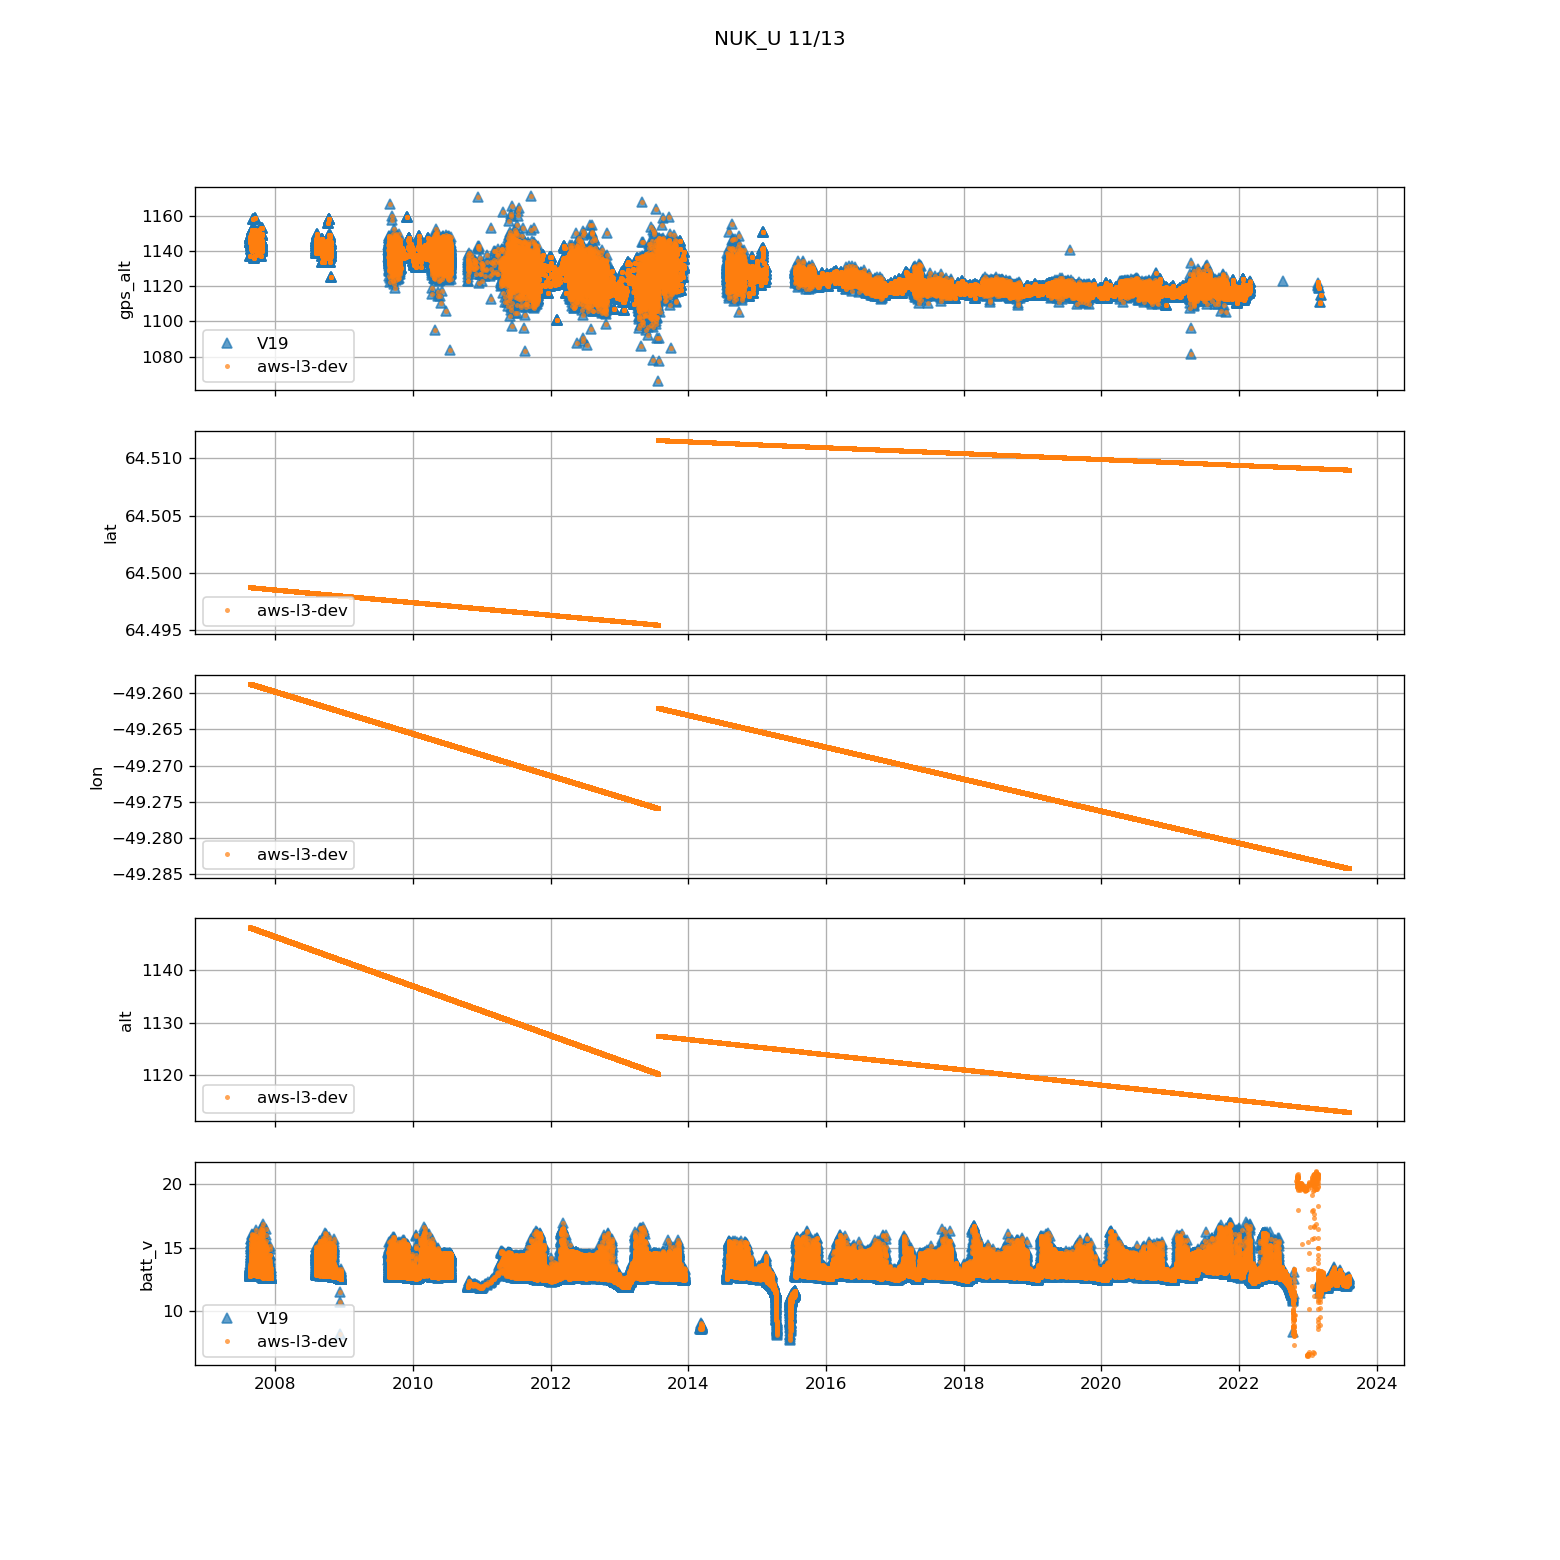 NUK_U 11/13
1160
1140
1120
1100
1080
gps_alt
V19
aws-l3-dev
64.510
64.505
64.500
64.495
lat
aws-l3-dev
−49.260
−49.265
−49.270
−49.275
−49.280
−49.285
lon
aws-l3-dev
1140
1130
1120
alt
aws-l3-dev
20
15
10
batt_v
V19
aws-l3-dev
2008 2010 2012 2014 2016 2018 2020 2022 2024